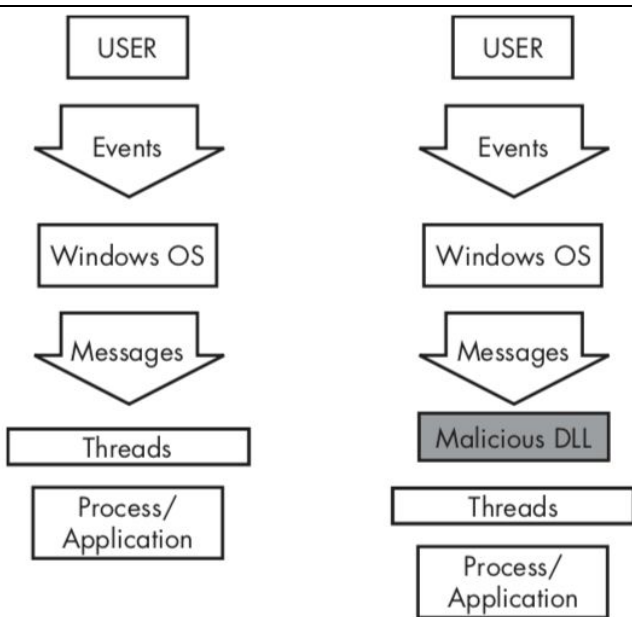 USER
Events
Windows OS
Messages
Threads
Process/
Application
USER
Events
Windows OS
Messages
Malicious DLL
Threads
Process/
Application